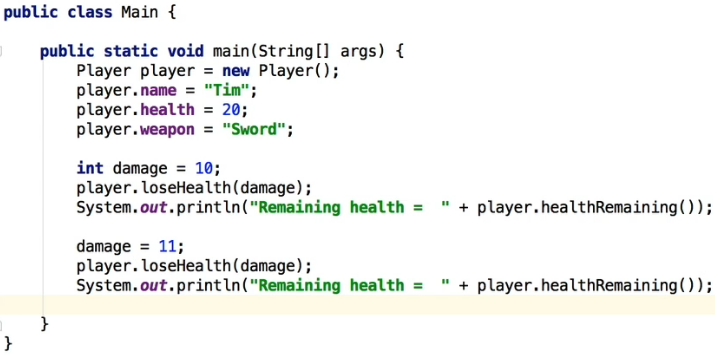 public class Main {
public static void main(String[] args) {
Player player = new Player();
player.name = "Tim";
player.health = 20;
player.weapon = "Sword";
int damage = 10;
player.loseHealth(damage);
System.out.println("Remaining health =  " + player.healthRemaining());
damage = 11;
player.loseHealth(damage);
System.out.println("Remaining health =  " + player.healthRemaining());
}
}